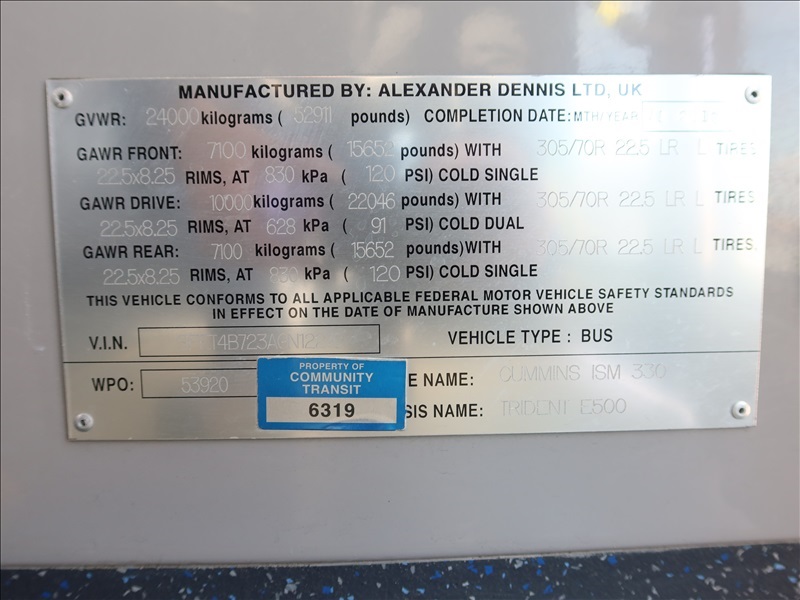 MANUFACTURED BY: ALEXANDER DENNIS LTD, UK
GVWR: 24000 kilograms ( 52911 pounds) COMPLETION DATE: MTH/YEAR
GAWR FRONT: 7100 kilograms ( 15652 pounds) WITH 305/70R 22.5 LR L TIRES
22.5x8.25 RIMS, AT 830 kPa ( 120 PSI) COLD SINGLE
GAWR DRIVE: 10000 kilograms ( 22046 pounds) WITH 305/70R 22.5 LR L TIRES
22.5x8.25 RIMS, AT 628 kPa ( 91 PSI) COLD DUAL
GAWR REAR: 7100 kilograms ( 15652 pounds)WITH 305/70R 22.5 LR L TIRES
22.5x8.25 RIMS, AT 830 kPa ( 120 PSI) COLD SINGLE
THIS VEHICLE CONFORMS TO ALL APPLICABLE FEDERAL MOTOR VEHICLE SAFETY STANDARDS
IN EFFECT ON THE DATE OF MANUFACTURE SHOWN ABOVE
V.I.N. VEHICLE TYPE : BUS
WPO: 53920
PROPERTY OF
COMMUNITY
TRANSIT
6319
E NAME: CUMMINS ISM 330
SIS NAME: TRIDENT E500